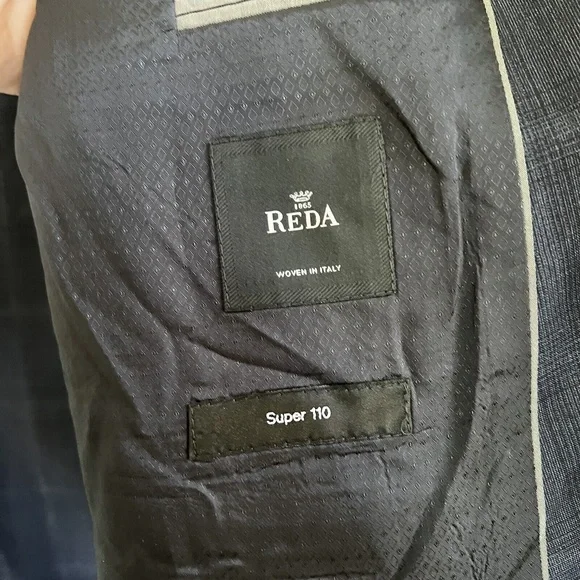 1865
REDA
WOVEN IN ITALY
Super 110